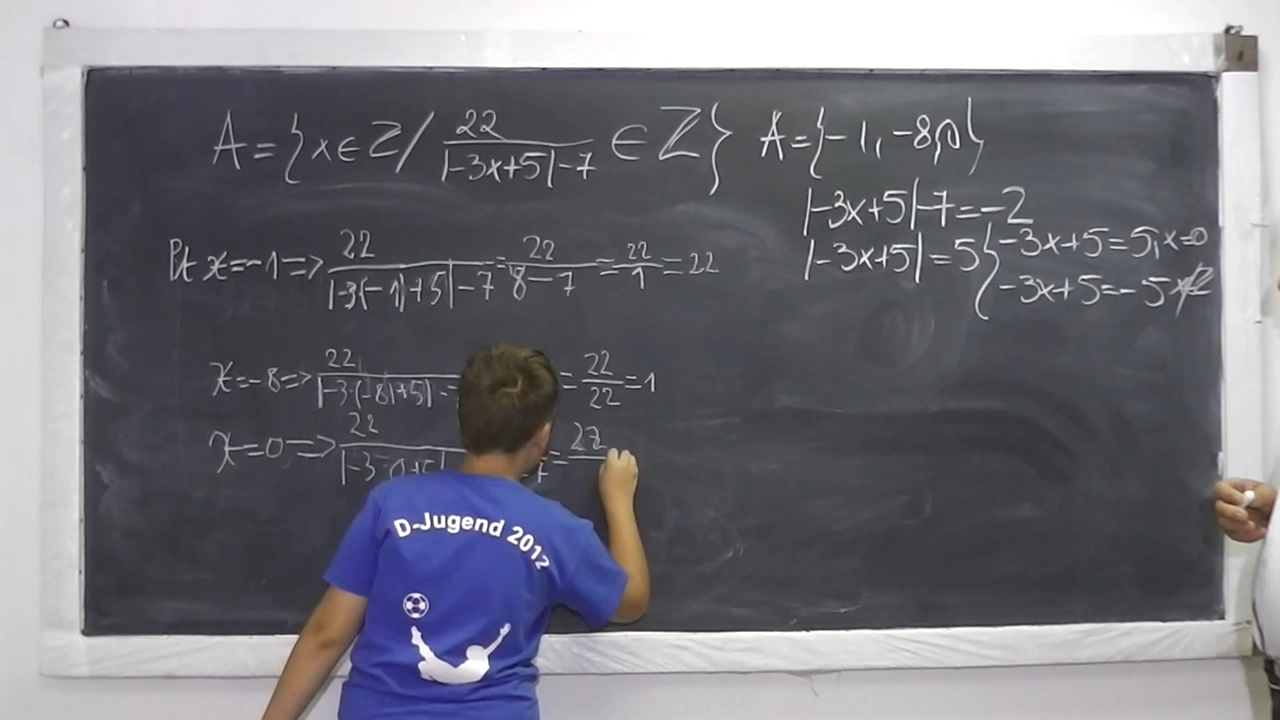 A={x∈Z/ 22/(|-3x+5|-7) ∈ Z} A={-1,-8,0}
|-3x+5|-7=-2
|-3x+5|=5 { -3x+5=5, x=0
-3x+5=-5
Pt x=-1=> 22/(|-3(-1)+5|-7) = 22/(8-7) = 22/1 = 22
x=-8=> 22/(|-3·(-8)+5|- = 22/22 = 1
x=0=> 22/(|-3·0+5| -7 = 22
D-Jugend 2012